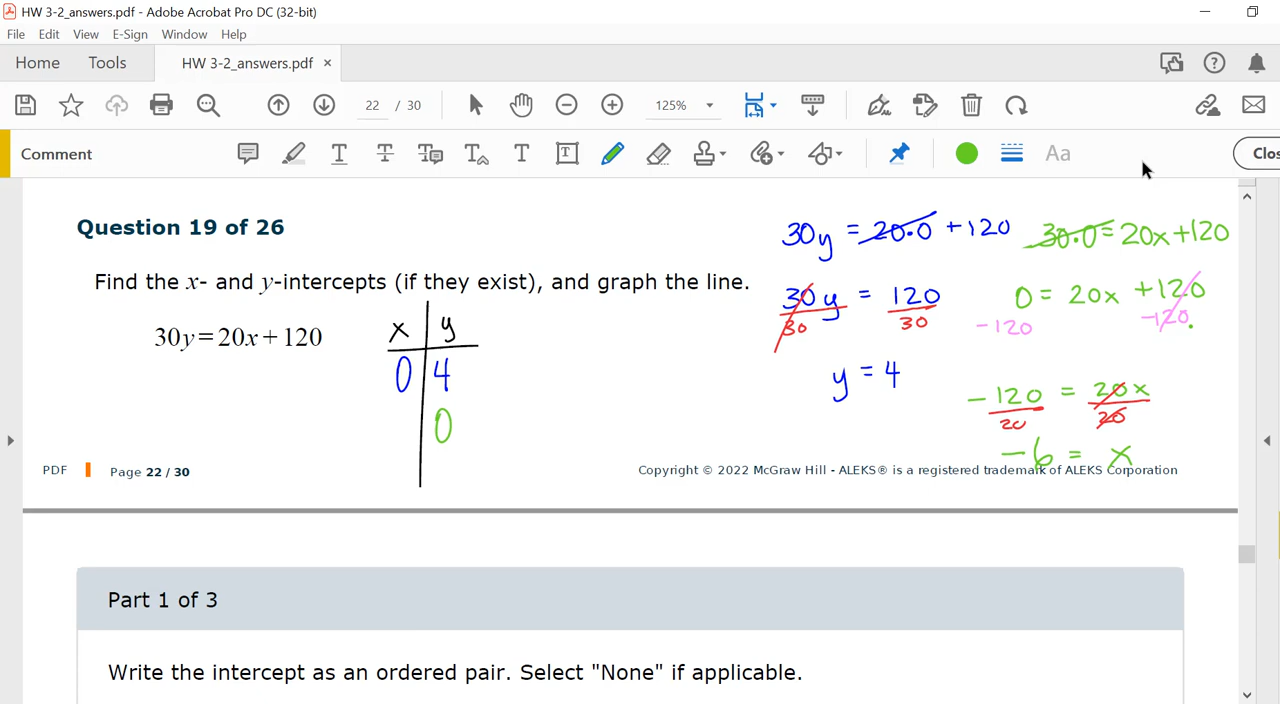 HW 3-2_answers.pdf - Adobe Acrobat Pro DC (32-bit)
File Edit View E-Sign Window Help
Home Tools HW 3-2_answers.pdf ×
22 / 30 125%
Comment Aa Clos
Question 19 of 26
30y = 20·0 + 120
30·0 = 20x + 120
Find the x- and y-intercepts (if they exist), and graph the line.
30y = 20x + 120
x y
0 4
0
30y = 120
30 30
y = 4
0 = 20x + 120
-120 -120
-120 = 20x
20 20
-6 = x
PDF Page 22 / 30
Copyright © 2022 McGraw Hill - ALEKS® is a registered trademark of ALEKS Corporation
Part 1 of 3
Write the intercept as an ordered pair. Select "None" if applicable.